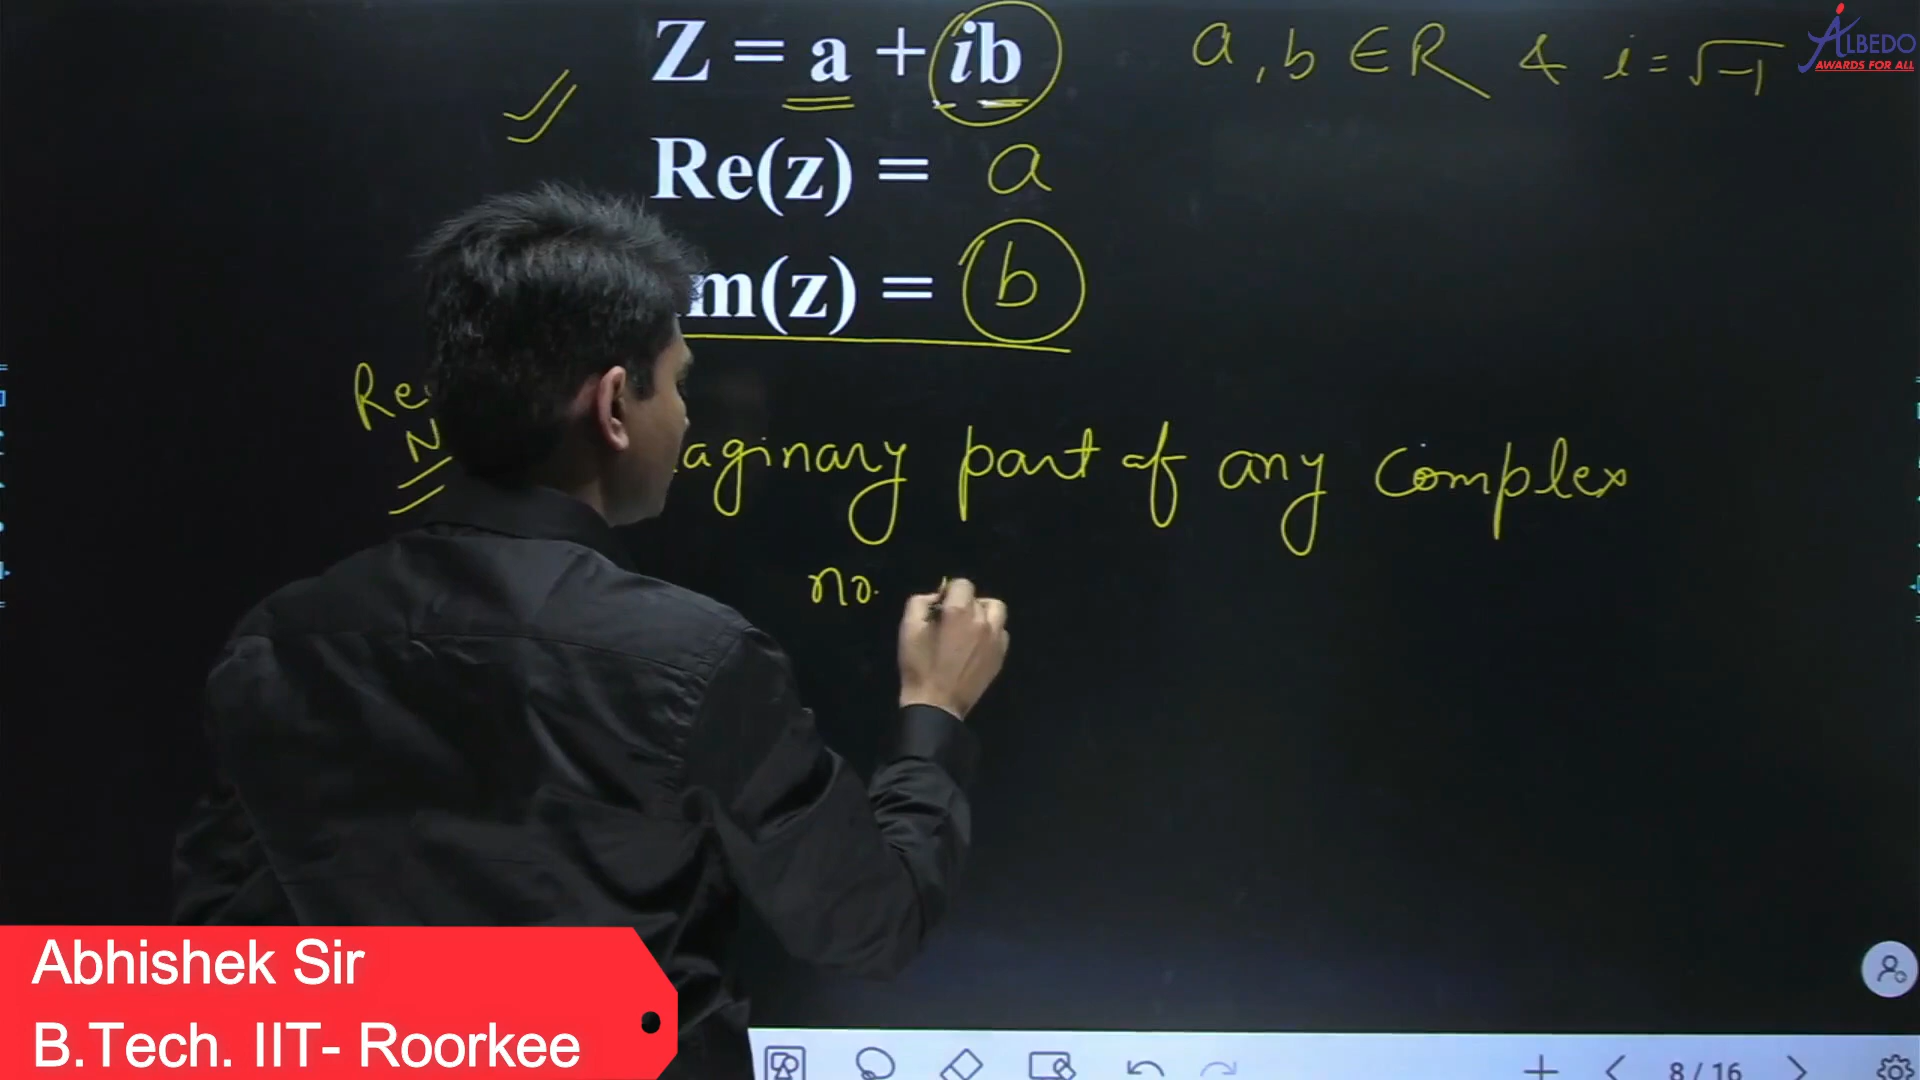 Z = a + ib a, b ∈ R & i = √-1
ALBEDO
AWARDS FOR ALL
Re(z) = a
m(z) = b
Re
N
aginary part of any complex
no.
Abhishek Sir
B.Tech. IIT- Roorkee
8 / 16